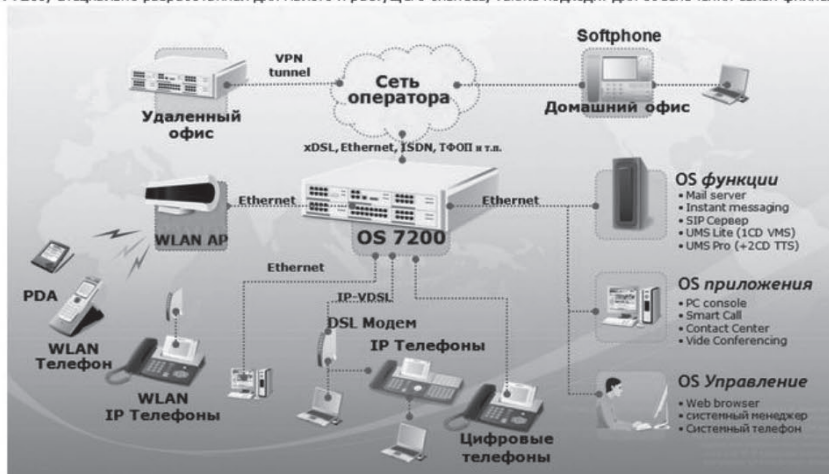 VPN
tunnel
Сеть
оператора
Softphone
Удаленный
офис
Домашний офис
xDSL, Ethernet, ISDN, ТФОП и т.п.
Ethernet
Ethernet
WLAN AP
OS 7200
OS функции
• Mail server
• Instant messaging
• SIP Сервер
• UMS Lite (1CD VMS)
• UMS Pro (+2CD TTS)
Ethernet
IP-VDSL
PDA
DSL Модем
IP Телефоны
WLAN
Телефон
WLAN
IP Телефоны
Цифровые
телефоны
OS приложения
• PC console
• Smart Call
• Contact Center
• Vide Conferencing
OS Управление
• Web browser
• системный менеджер
• Системный телефон